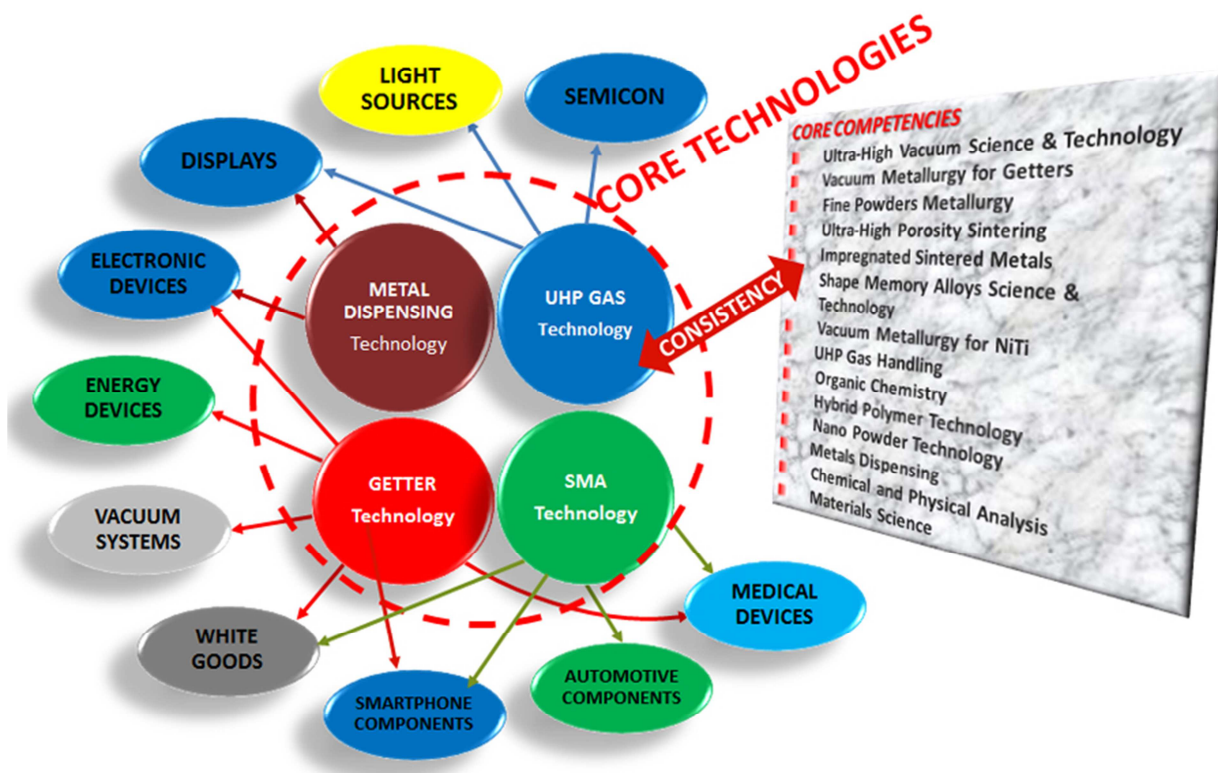 LIGHT
SOURCES
SEMICON
CORE TECHNOLOGIES
DISPLAYS
ELECTRONIC
DEVICES
METAL
DISPENSING
Technology
UHP GAS
Technology
CONSISTENCY
ENERGY
DEVICES
GETTER
Technology
SMA
Technology
VACUUM
SYSTEMS
WHITE
GOODS
SMARTPHONE
COMPONENTS
AUTOMOTIVE
COMPONENTS
MEDICAL
DEVICES
CORE COMPETENCIES
Ultra-High Vacuum Science & Technology
Vacuum Metallurgy for Getters
Fine Powders Metallurgy
Ultra-High Porosity Sintering
Impregnated Sintered Metals
Shape Memory Alloys Science &
Technology
Vacuum Metallurgy for NiTi
UHP Gas Handling
Organic Chemistry
Hybrid Polymer Technology
Nano Powder Technology
Metals Dispensing
Chemical and Physical Analysis
Materials Science